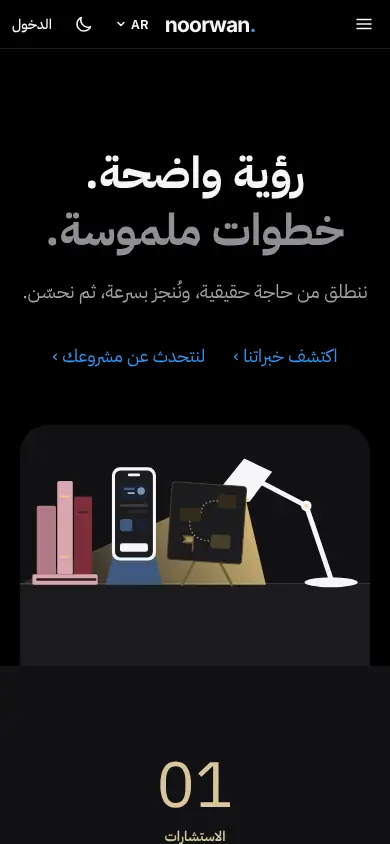 الدخول
AR
noorwan.
رؤية واضحة.
خطوات ملموسة.
ننطلق من حاجة حقيقية، ونُنجز بسرعة، ثم نحسّن.
اكتشف خبراتنا ‹ لنتحدث عن مشروعك ‹
01
الاستشارات